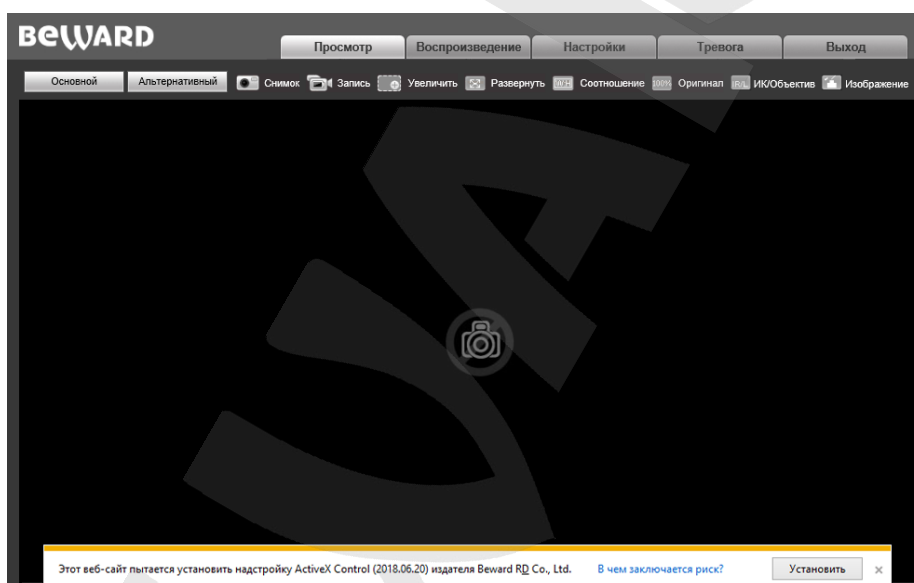 BEWARD
Просмотр Воспроизведение Настройки Тревога Выход
Основной Альтернативный Снимок Запись Увеличить Развернуть Соотношение 100% Оригинал ИК/Объектив Изображение
Этот веб-сайт пытается установить надстройку ActiveX Control (2018.06.20) издателя Beward RD Co., Ltd. В чем заключается риск? Установить